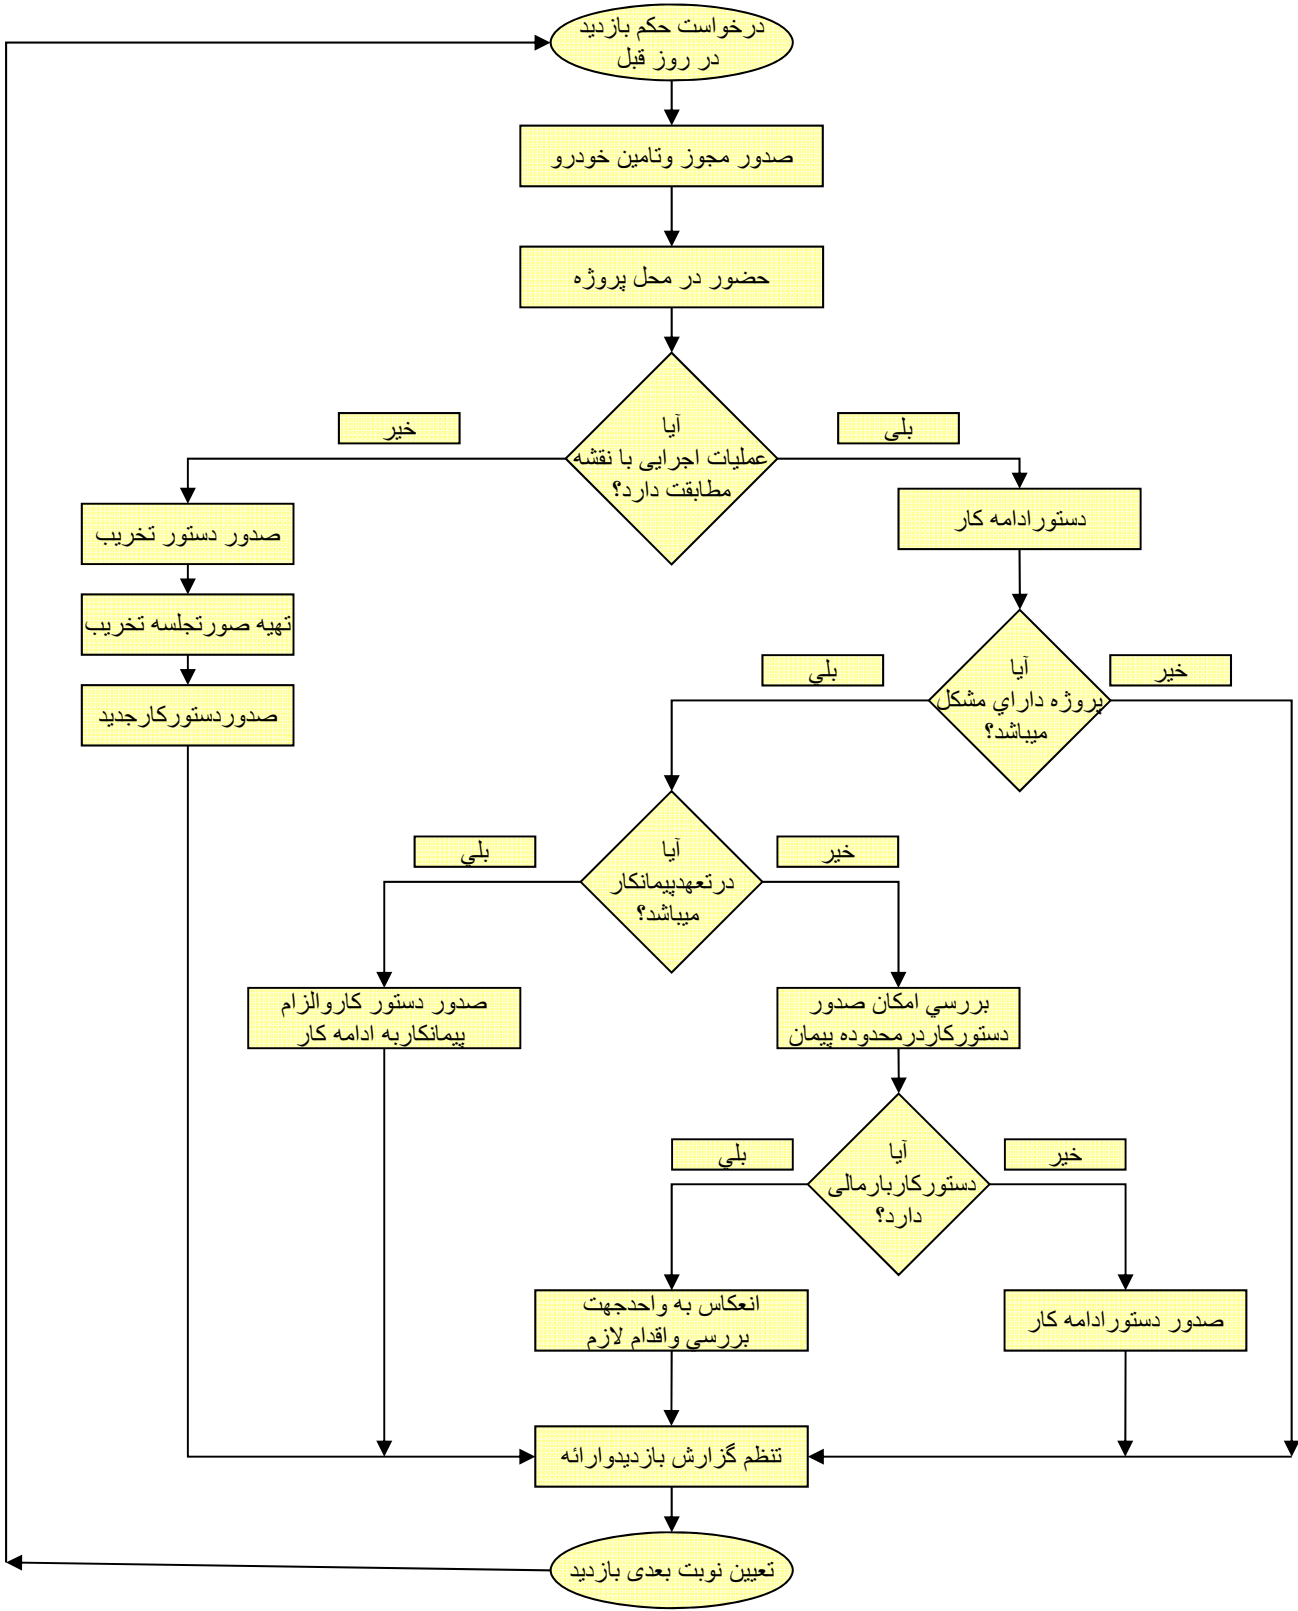 درخواست حکم بازدید
در روز قبل
صدور مجوز وتامین خودرو
حضور در محل پروژه
آیا
عملیات اجرایی با نقشه
مطابقت دارد؟
بلی
خیر
دستورادامه کار
صدور دستور تخریب
تهیه صورتجلسه تخریب
صدوردستورکارجدید
آیا
پروژه داراي مشکل
میباشد؟
خیر
بلي
آیا
درتعهدپیمانکار
میباشد؟
خیر
بلي
بررسي امکان صدور
دستورکاردرمحدوده پیمان
صدور دستور کاروالزام
پیمانکاربه ادامه کار
آیا
دستورکاربارمالی
دارد؟
خیر
بلي
صدور دستورادامه کار
انعکاس به واحدجهت
بررسي واقدام لازم
تنظم گزارش بازدیدوارائه
تعیین نوبت بعدی بازدید